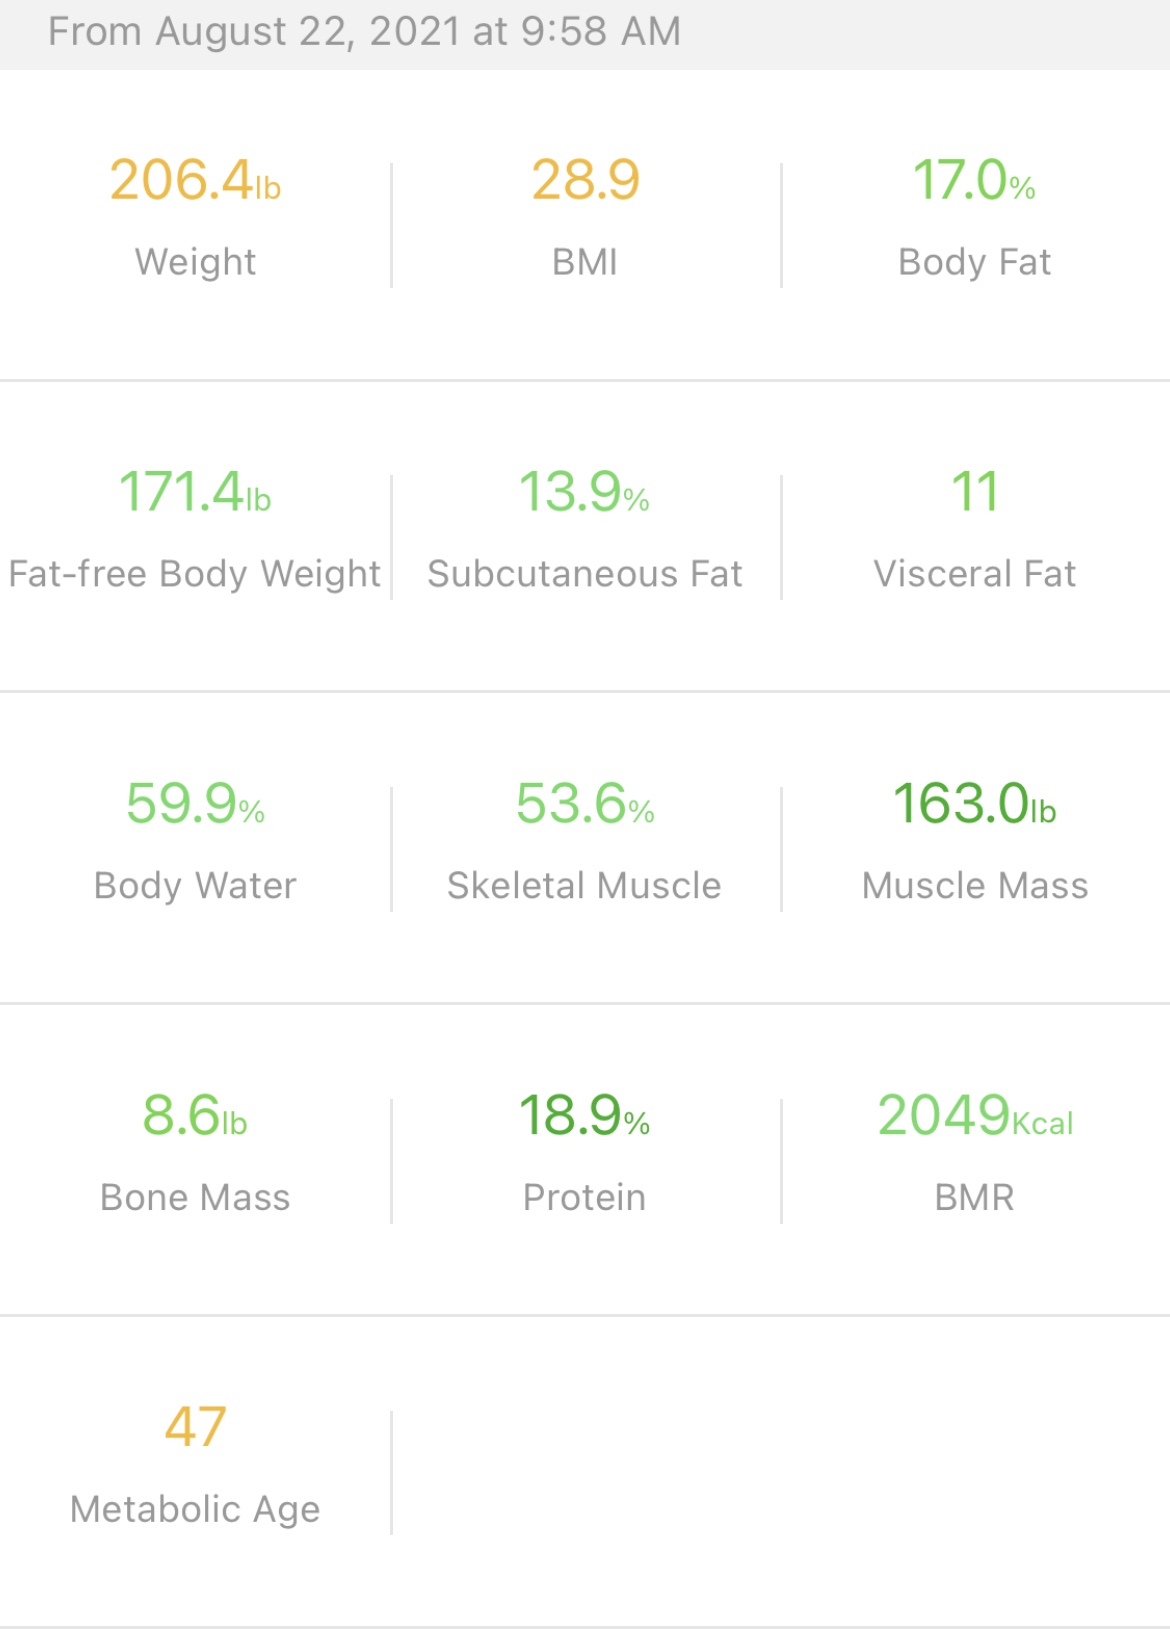 From August 22, 2021 at 9:58 AM
206.4lb 28.9 17.0%
Weight BMI Body Fat
171.4lb 13.9% 11
Fat-free Body Weight Subcutaneous Fat Visceral Fat
59.9% 53.6% 163.0lb
Body Water Skeletal Muscle Muscle Mass
8.6lb 18.9% 2049Kcal
Bone Mass Protein BMR
47
Metabolic Age